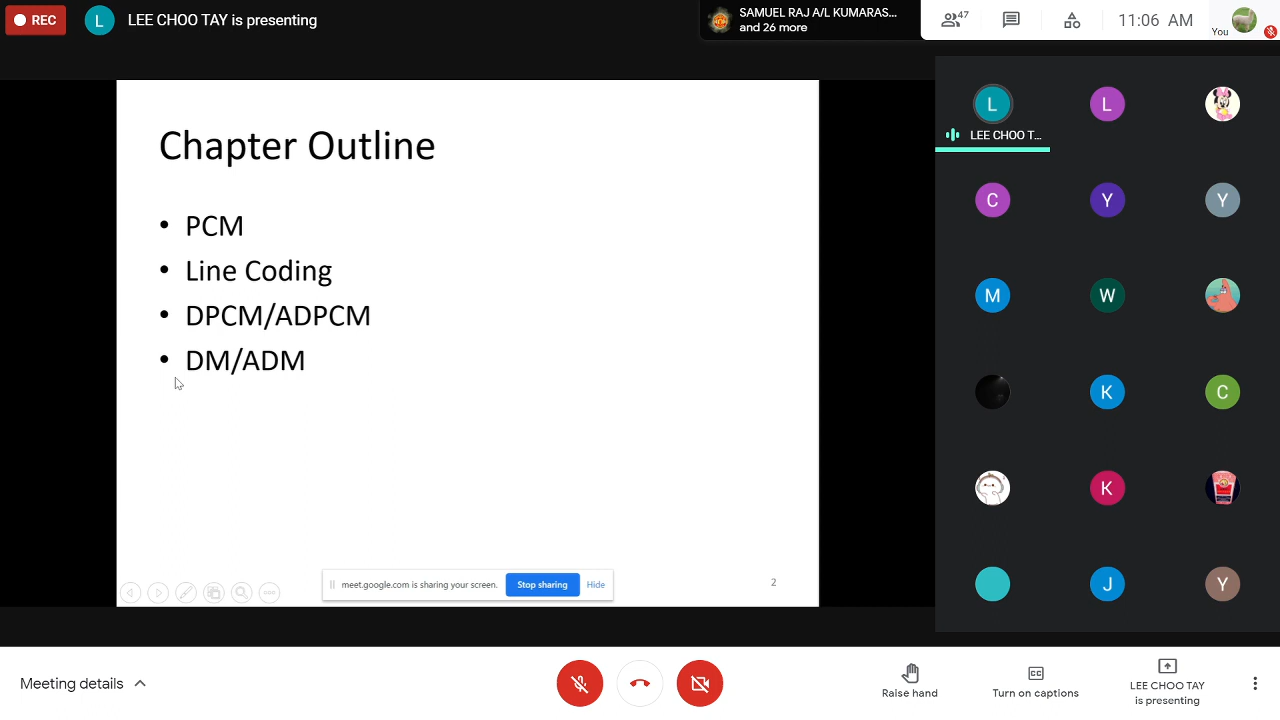 REC
L
LEE CHOO TAY is presenting
SAMUEL RAJ A/L KUMARAS...
and 26 more
47
11:06 AM
You
Chapter Outline
• PCM
• Line Coding
• DPCM/ADPCM
• DM/ADM
meet.google.com is sharing your screen.
Stop sharing
Hide
2
L
L
LEE CHOO T...
C
Y
Y
M
W
K
C
K
J
Y
Meeting details
Raise hand
CC
Turn on captions
LEE CHOO TAY
is presenting